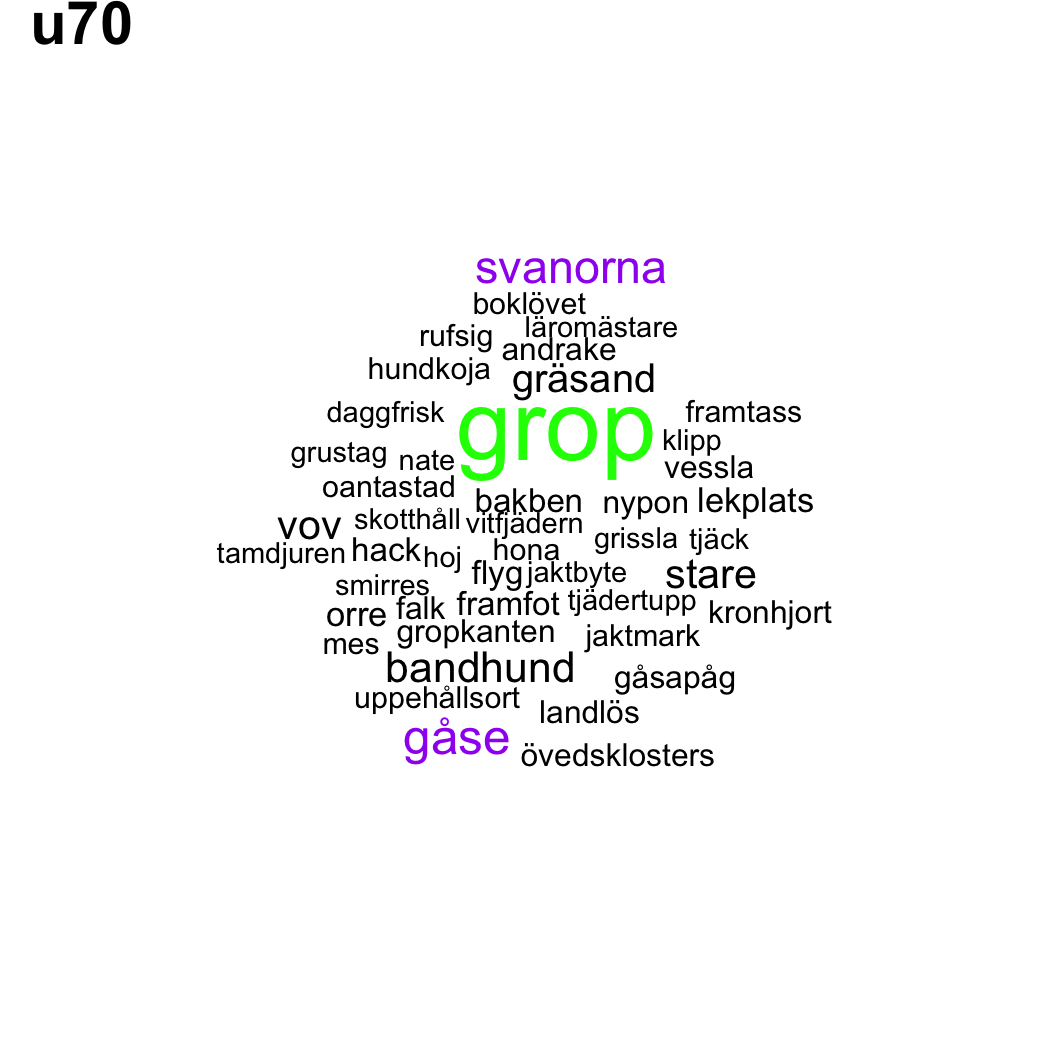 u70
svanorna
boklövet
läromästare
rufsig
andrake
hundkoja
gräsand
daggfrisk
grop
framtass
klipp
grustag
nate
vessla
oantastad
bakben
nypon
lekplats
vov
skotthåll
vitfjädern
grissla
tjäck
tamdjuren
hack
hoj
hona
flyg
jaktbyte
stare
smirres
orre
falk
framfot
tjädertupp
kronhjort
mes
gropkanten
jaktmark
bandhund
gåsapåg
uppehållsort
landlös
gåse
övedsklosters